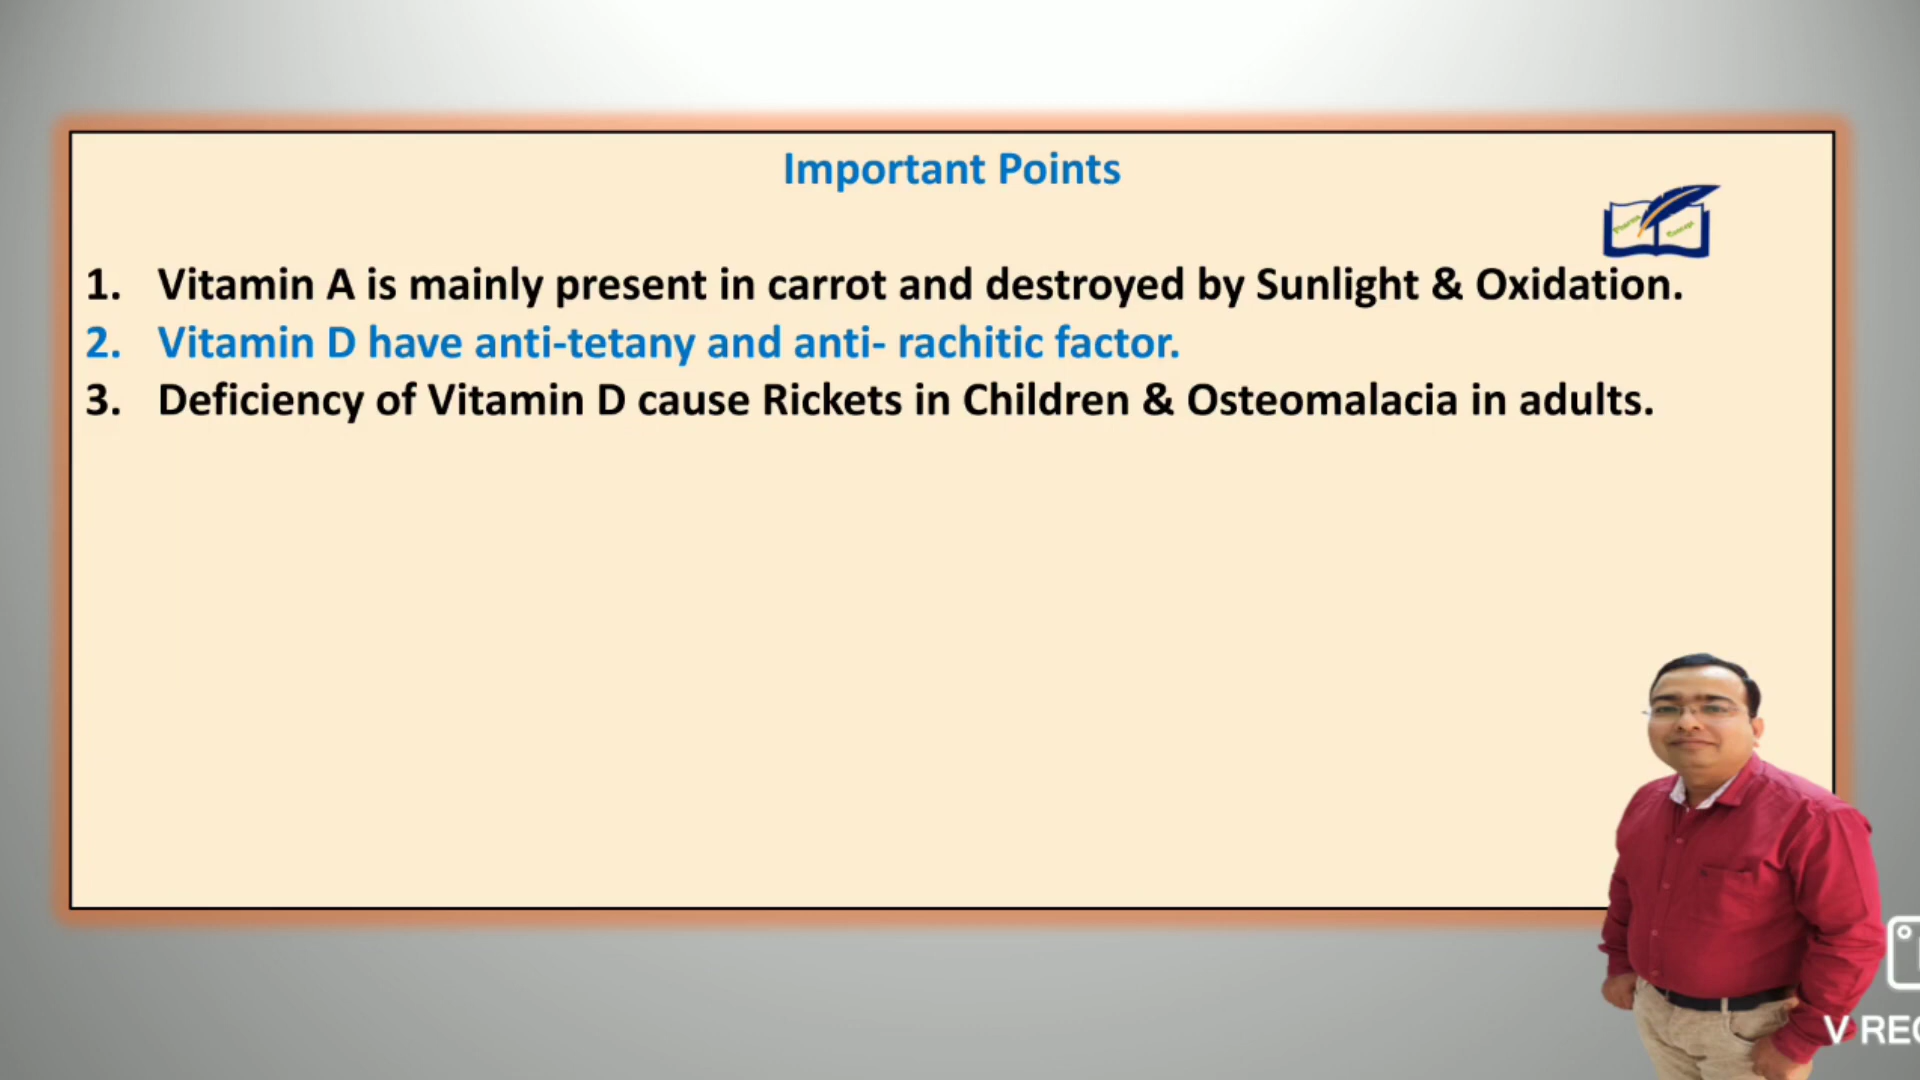 Important Points
1. Vitamin A is mainly present in carrot and destroyed by Sunlight & Oxidation.
2. Vitamin D have anti-tetany and anti- rachitic factor.
3. Deficiency of Vitamin D cause Rickets in Children & Osteomalacia in adults.
V REC